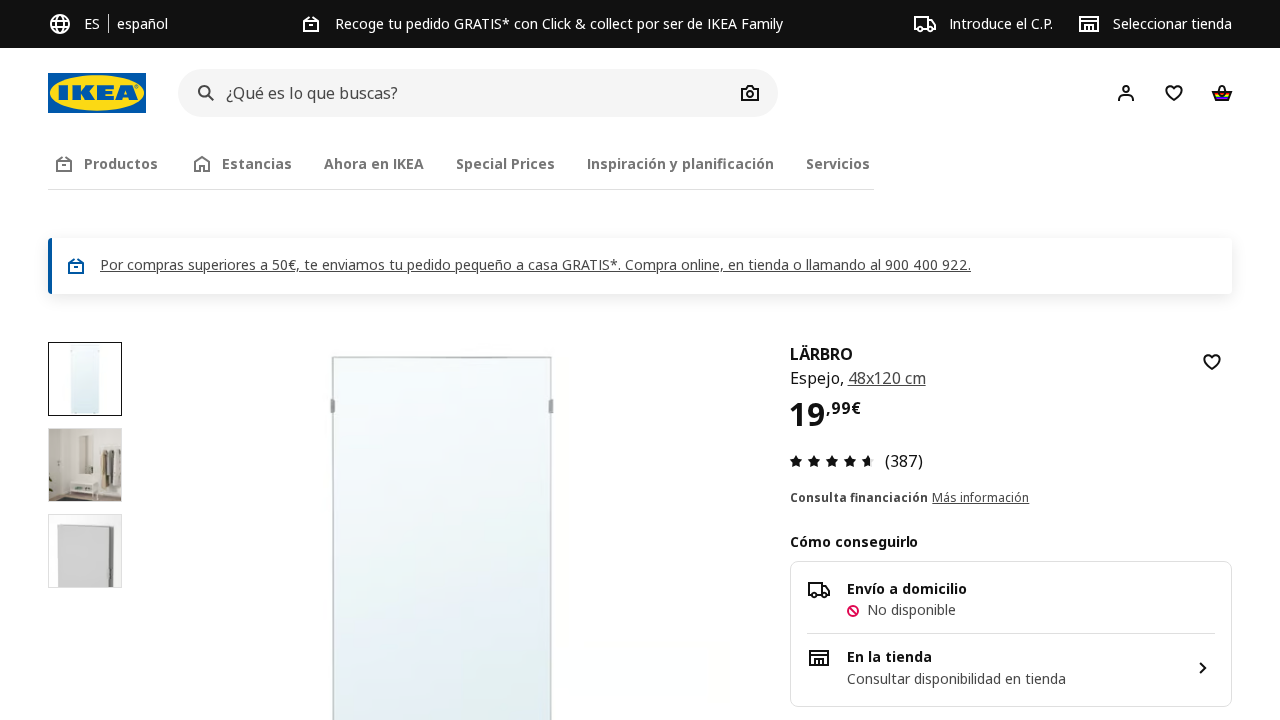 ES | español
Recoge tu pedido GRATIS* con Click & collect por ser de IKEA Family
Introduce el C.P.
Seleccionar tienda
IKEA
¿Qué es lo que buscas?
Productos
Estancias
Ahora en IKEA
Special Prices
Inspiración y planificación
Servicios
Por compras superiores a 50€, te enviamos tu pedido pequeño a casa GRATIS*. Compra online, en tienda o llamando al 900 400 922.
LÄRBRO
Espejo, 48x120 cm
19,99€
(387)
Consulta financiación Más información
Cómo conseguirlo
Envío a domicilio
No disponible
En la tienda
Consultar disponibilidad en tienda